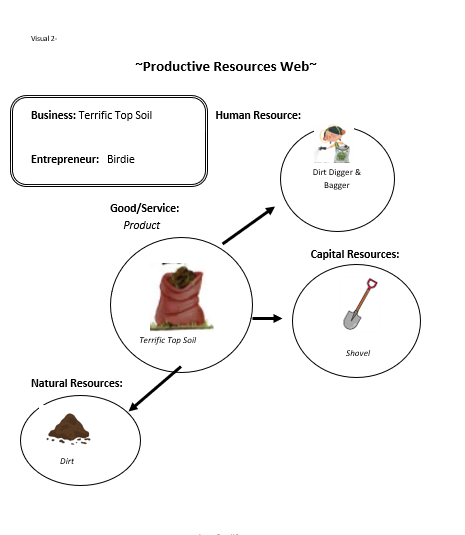 Visual 2-
~Productive Resources Web~
Business: Terrific Top Soil
Entrepreneur: Birdie
Human Resource:
Dirt Digger &
Bagger
Good/Service:
Product
Capital Resources:
Terrific Top Soil
Shovel
Natural Resources:
Dirt